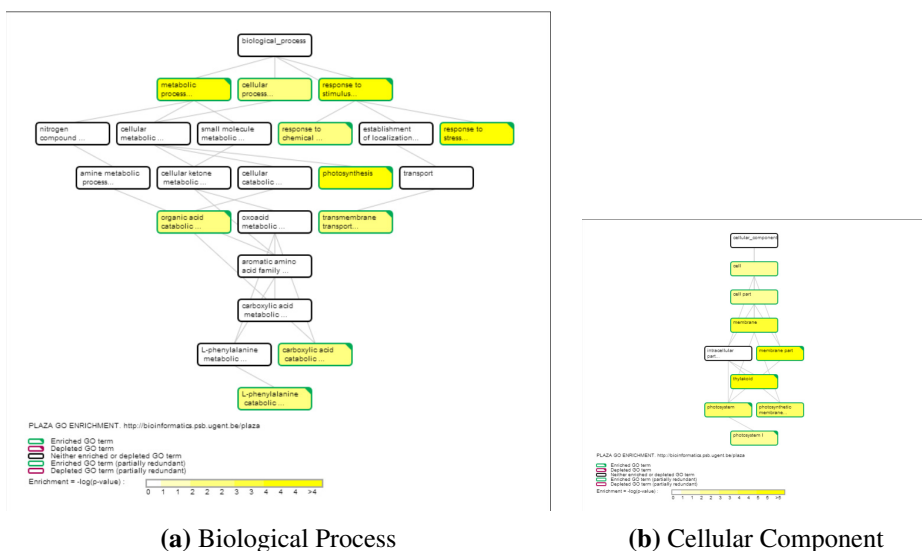 biological_process
metabolic process...
cellular process...
response to stimulus...
nitrogen compound ...
cellular metabolic ...
small molecule metabolic ...
response to chemical ...
establishment of localization...
response to stress...
amine metabolic process...
cellular ketone metabolic ...
cellular catabolic ...
photosynthesis
transport
organic acid catabolic ...
oxoacid metabolic ...
transmembrane transport...
aromatic amino acid family ...
carboxylic acid metabolic ...
L-phenylalanine metabolic ...
carboxylic acid catabolic ...
L-phenylalanine catabolic ...
PLAZA GO ENRICHMENT. http://bioinformatics.psb.ugent.be/plaza
Enriched GO term
Depleted GO term
Neither enriched or depleted GO term
Enriched GO term (partially redundant)
Depleted GO term (partially redundant)
Enrichment = -log(p-value) :
0 1 1 2 2 3 3 4 >4
(a) Biological Process
cellular_component
cell
cell part
membrane
intracellular part...
membrane part
thylakoid
photosystem
photosynthetic membrane...
photosystem I
PLAZA GO ENRICHMENT. http://bioinformatics.psb.ugent.be/plaza
Enriched GO term
Depleted GO term
Neither enriched or depleted GO term
Enriched GO term (partially redundant)
Depleted GO term (partially redundant)
Enrichment = -log(p-value) :
(b) Cellular Component